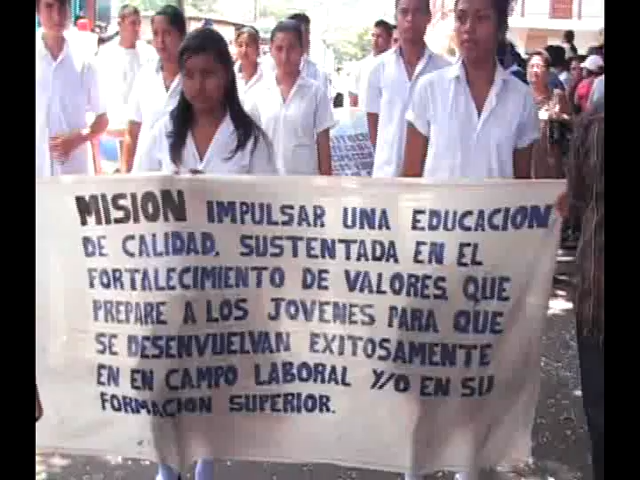 MISION IMPULSAR UNA EDUCACION
DE CALIDAD, SUSTENTADA EN EL
FORTALECIMIENTO DE VALORES, QUE
PREPARE A LOS JOVENES PARA QUE
SE DESENVUELVAN EXITOSAMENTE
EN EN CAMPO LABORAL Y/O EN SU
FORMACION SUPERIOR.